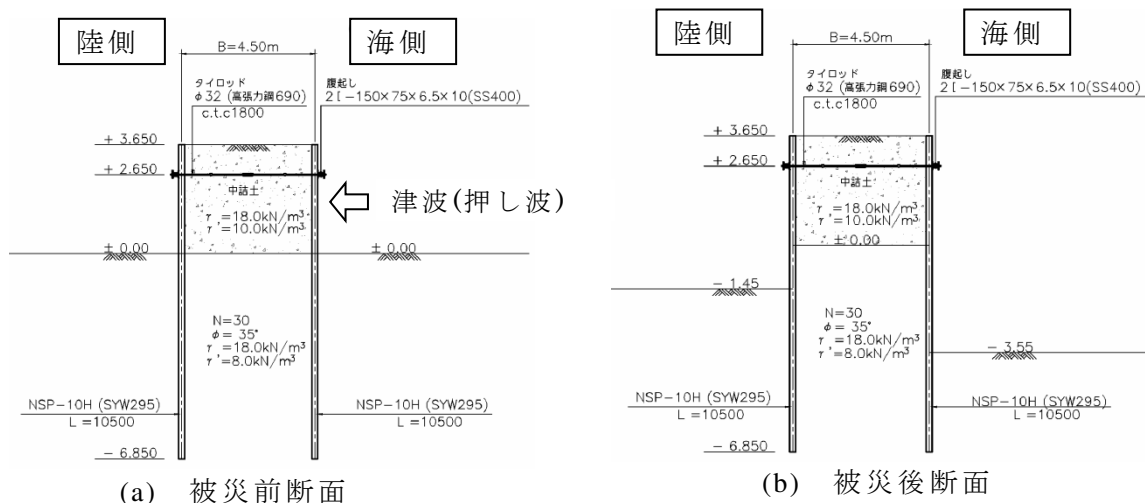 陸側
海側
B=4.50m
タイロッド
φ32 (高張力鋼690)
c.t.c1800
腹起し
2[-150×75×6.5×10(SS400)
+ 3.650
+ 2.650
中詰土
γ =18.0kN/m³
γ'=10.0kN/m³
津波(押し波)
± 0.00
± 0.00
N=30
φ= 35°
γ =18.0kN/m³
γ'=8.0kN/m³
NSP-10H (SYW295)
L =10500
NSP-10H (SYW295)
L =10500
- 6.850
(a) 被災前断面
陸側
海側
B=4.50m
タイロッド
φ32 (高張力鋼690)
c.t.c1800
腹起し
2[-150×75×6.5×10(SS400)
+ 3.650
+ 2.650
中詰土
γ =18.0kN/m³
γ'=10.0kN/m³
± 0.00
- 1.45
N=30
φ= 35°
γ =18.0kN/m³
γ'=8.0kN/m³
- 3.55
NSP-10H (SYW295)
L =10500
NSP-10H (SYW295)
L =10500
- 6.850
(b) 被災後断面